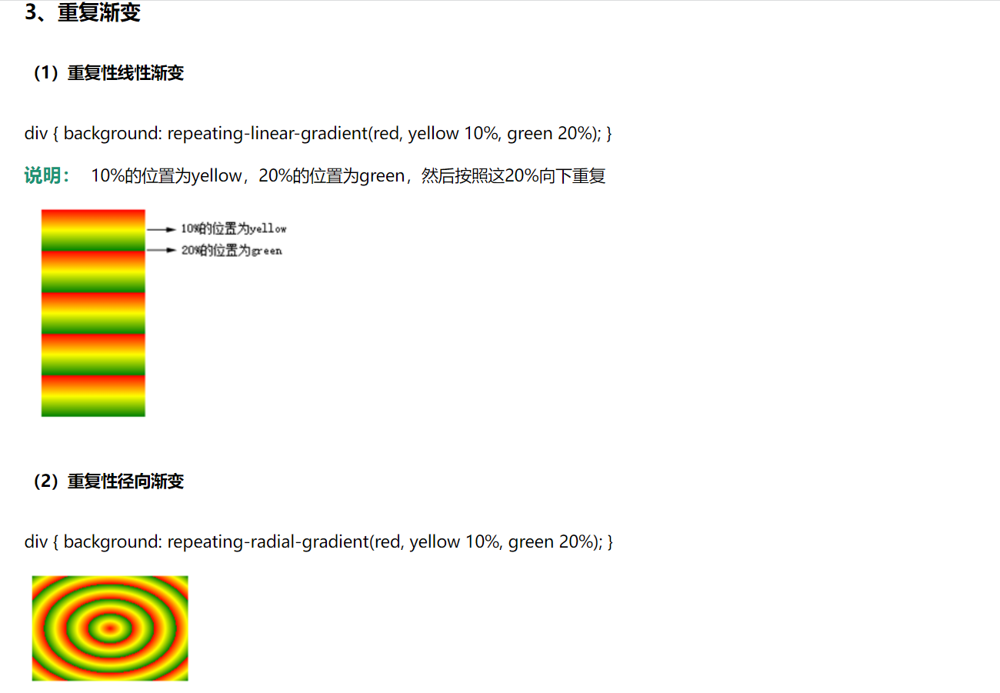 3、重复渐变
（1）重复性线性渐变
div { background: repeating-linear-gradient(red, yellow 10%, green 20%); }
说明： 10%的位置为yellow，20%的位置为green，然后按照这20%向下重复
10%的位置为yellow
20%的位置为green
（2）重复性径向渐变
div { background: repeating-radial-gradient(red, yellow 10%, green 20%); }